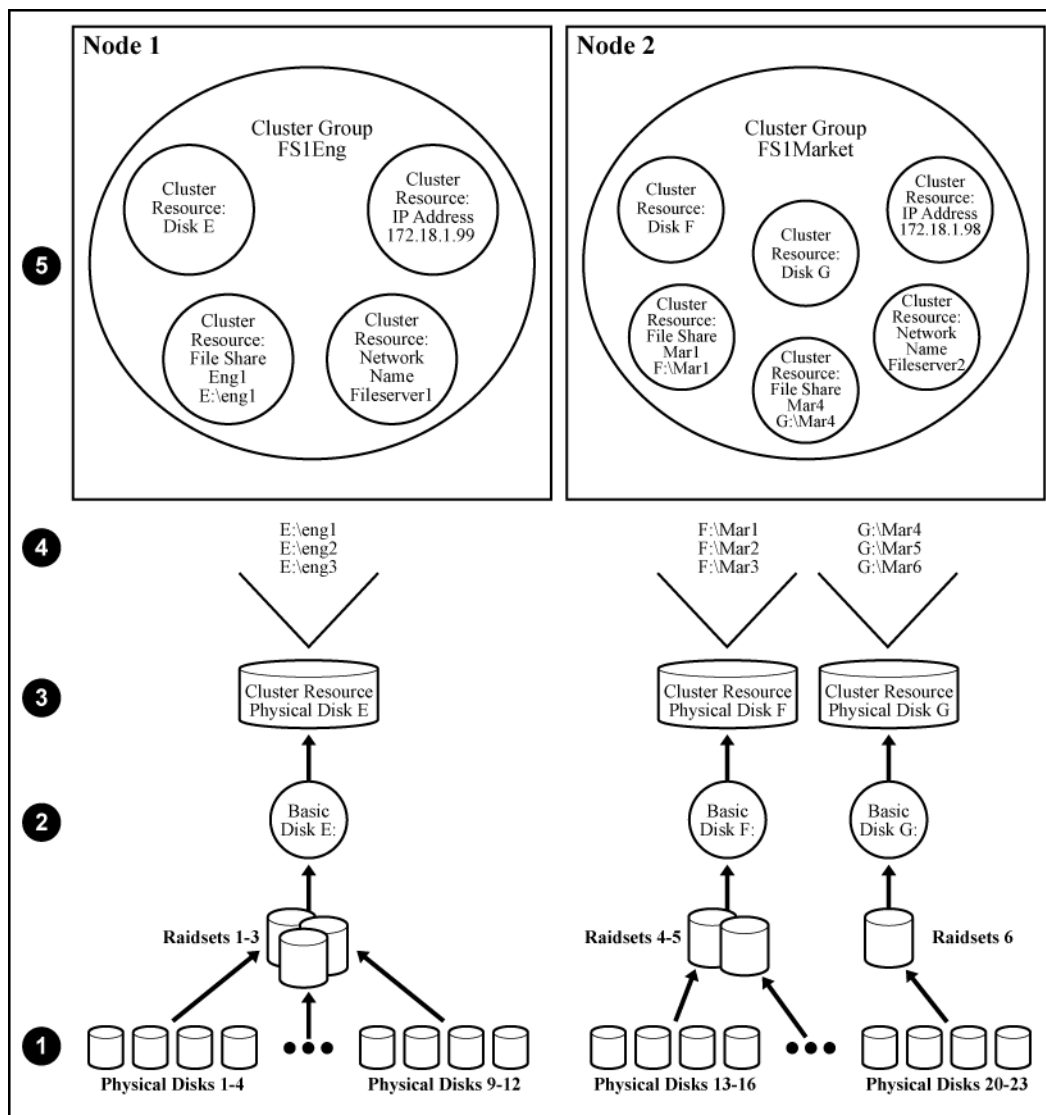 Node 1
Cluster Group
FS1Eng
Cluster
Resource:
Disk E
Cluster
Resource:
IP Address
172.18.1.99
Cluster
Resource:
File Share
Eng1
E:\eng1
Cluster
Resource:
Network
Name
Fileserver1
Node 2
Cluster Group
FS1Market
Cluster
Resource:
Disk F
Cluster
Resource:
Disk G
Cluster
Resource:
IP Address
172.18.1.98
Cluster
Resource:
File Share
Mar1
F:\Mar1
Cluster
Resource:
File Share
Mar4
G:\Mar4
Cluster
Resource:
Network
Name
Fileserver2
5
4
E:\eng1
E:\eng2
E:\eng3
F:\Mar1
F:\Mar2
F:\Mar3
G:\Mar4
G:\Mar5
G:\Mar6
3
Cluster Resource
Physical Disk E
Cluster Resource
Physical Disk F
Cluster Resource
Physical Disk G
2
Basic
Disk E:
Basic
Disk F:
Basic
Disk G:
Raidsets 1-3
Raidsets 4-5
Raidsets 6
1
Physical Disks 1-4
Physical Disks 9-12
Physical Disks 13-16
Physical Disks 20-23